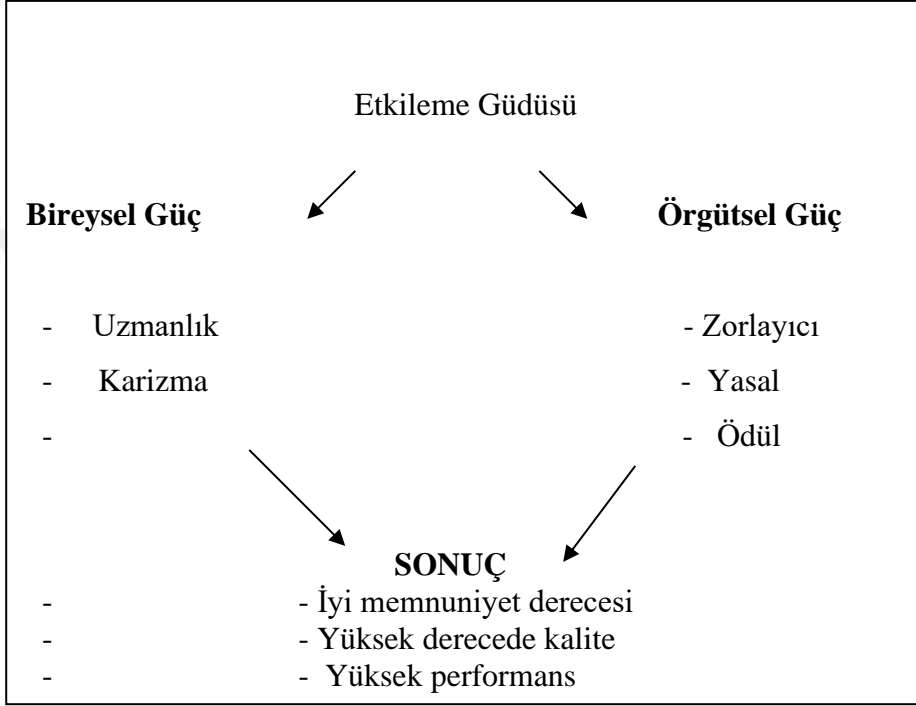 Etkileme Güdüsü
Bireysel Güç Örgütsel Güç
- Uzmanlık - Zorlayıcı
- Karizma - Yasal
- - Ödül
SONUÇ
- - İyi memnuniyet derecesi
- - Yüksek derecede kalite
- - Yüksek performans